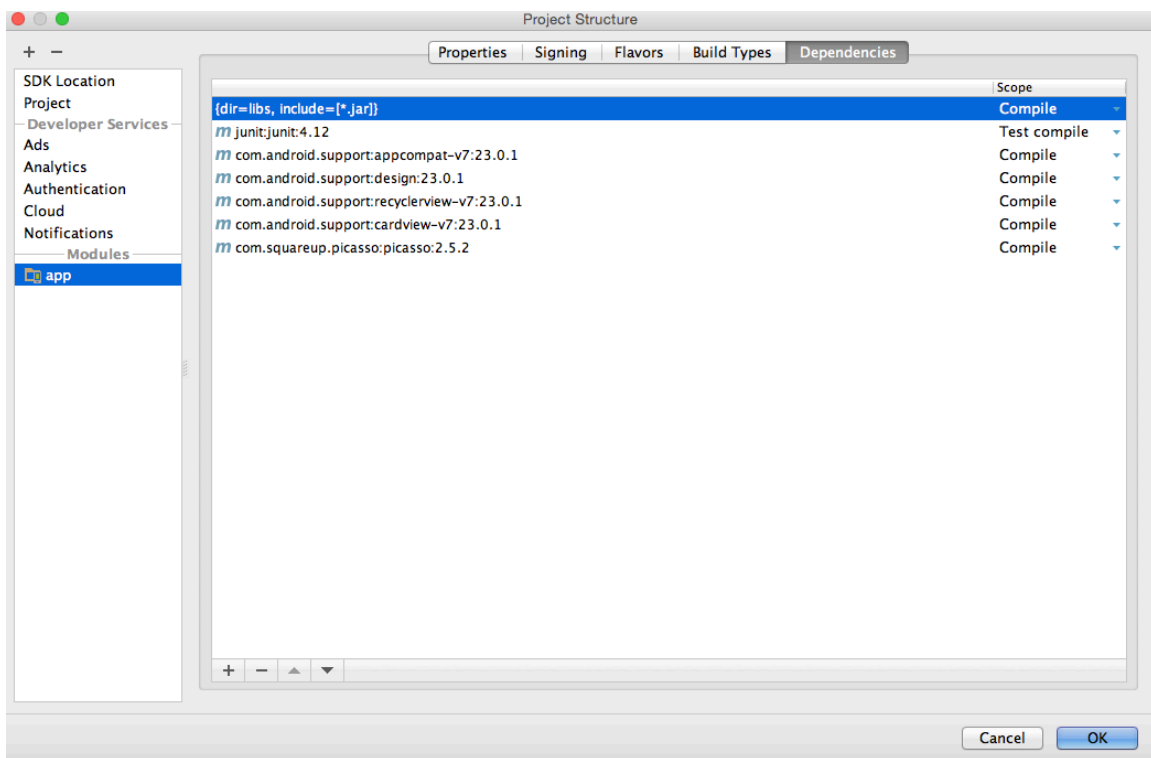 Project Structure
Properties Signing Flavors Build Types Dependencies
SDK Location
Project
Developer Services
Ads
Analytics
Authentication
Cloud
Notifications
Modules
app
Scope
{dir=libs, include=[*.jar]} Compile
m junit:junit:4.12 Test compile
m com.android.support:appcompat-v7:23.0.1 Compile
m com.android.support:design:23.0.1 Compile
m com.android.support:recyclerview-v7:23.0.1 Compile
m com.android.support:cardview-v7:23.0.1 Compile
m com.squareup.picasso:picasso:2.5.2 Compile
Cancel OK